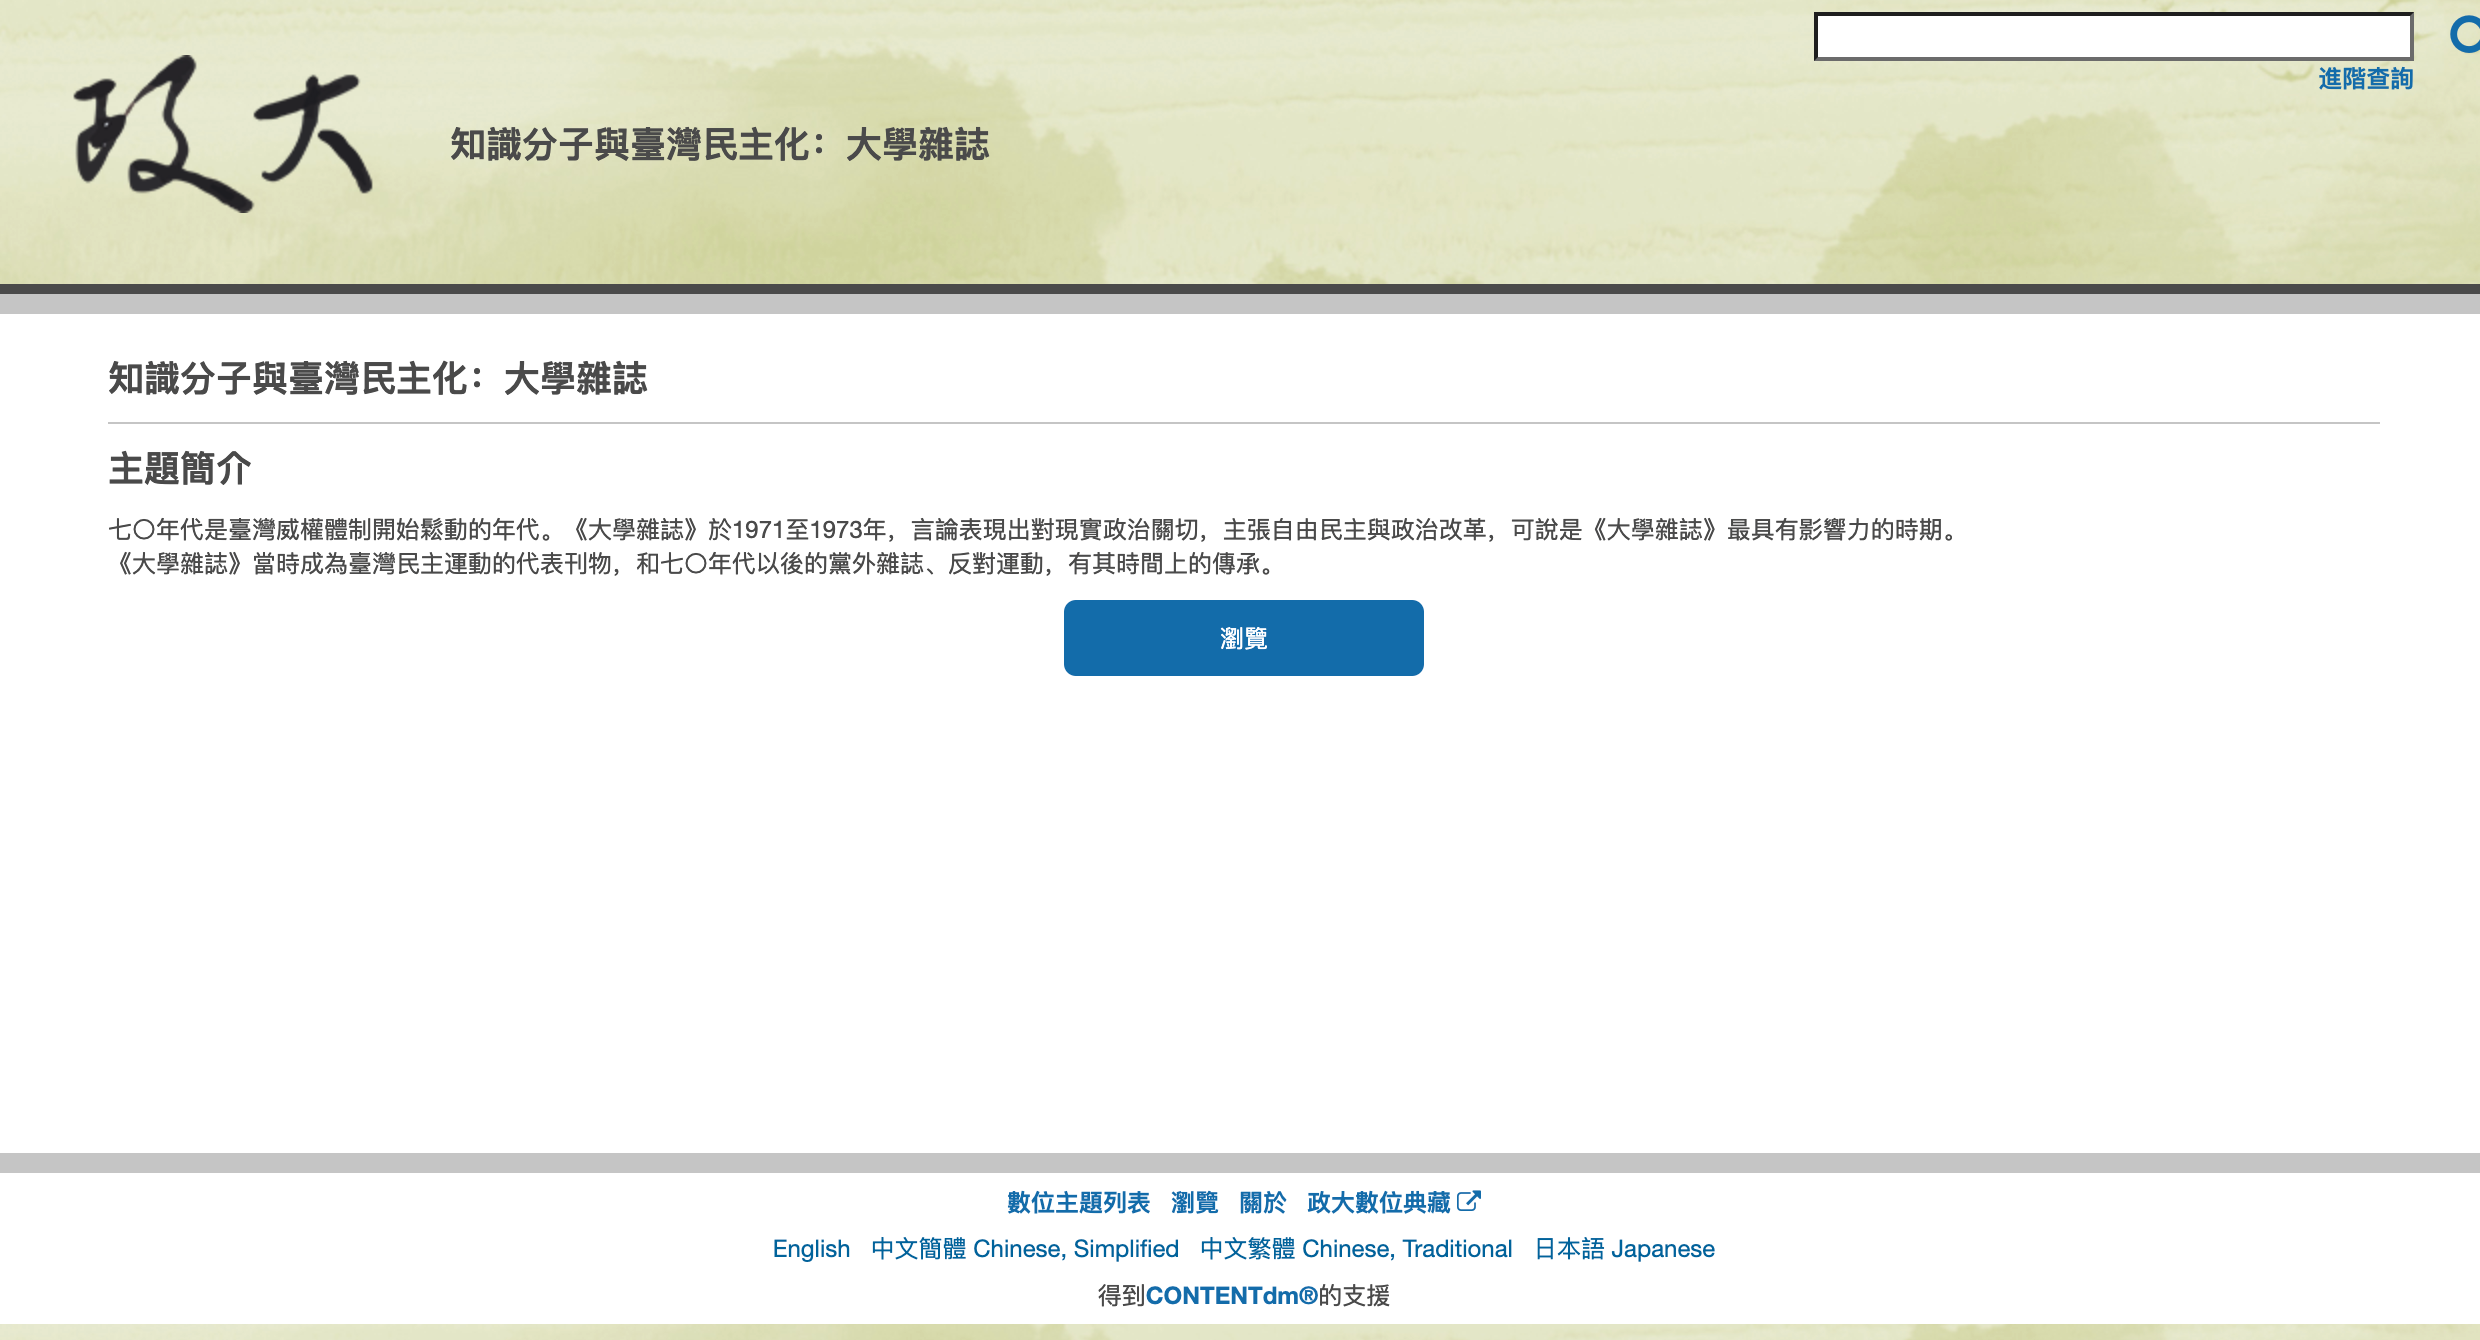 進階查詢
政大
知識分子與臺灣民主化：大學雜誌
知識分子與臺灣民主化：大學雜誌
主題簡介
七〇年代是臺灣威權體制開始鬆動的年代。《大學雜誌》於1971至1973年，言論表現出對現實政治關切，主張自由民主與政治改革，可說是《大學雜誌》最具有影響力的時期。
《大學雜誌》當時成為臺灣民主運動的代表刊物，和七〇年代以後的黨外雜誌、反對運動，有其時間上的傳承。
瀏覽
數位主題列表 瀏覽 關於 政大數位典藏
English 中文簡體 Chinese, Simplified 中文繁體 Chinese, Traditional 日本語 Japanese
得到CONTENTdm®的支援